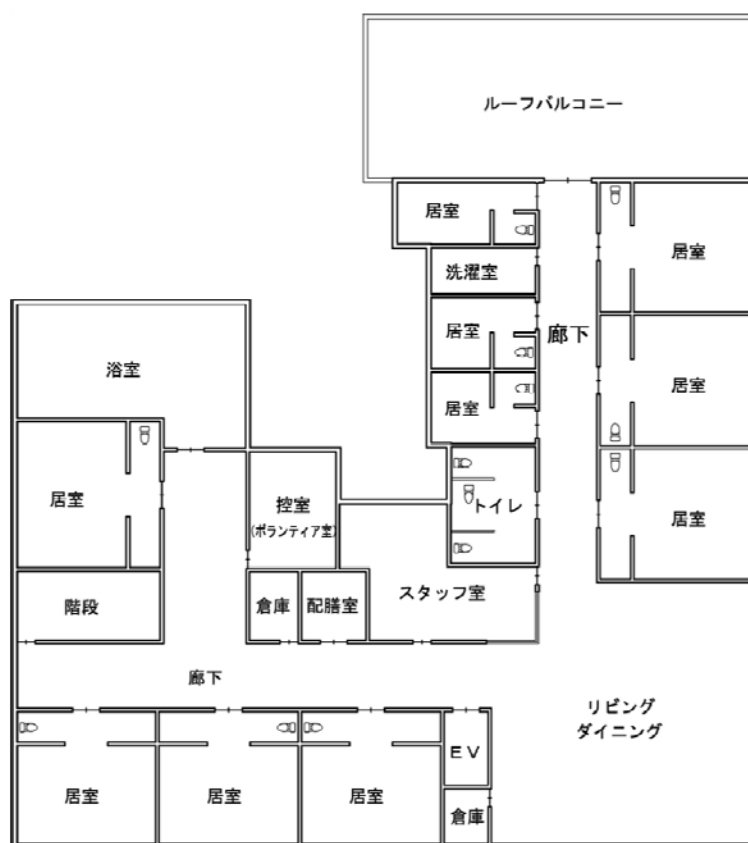 ルーフバルコニー
居室
居室
洗濯室
居室
廊下
浴室
居室
居室
居室
控室
(ボランティア室)
トイレ
居室
スタッフ室
階段
倉庫
配膳室
廊下
リビング
ダイニング
EV
居室
居室
居室
倉庫